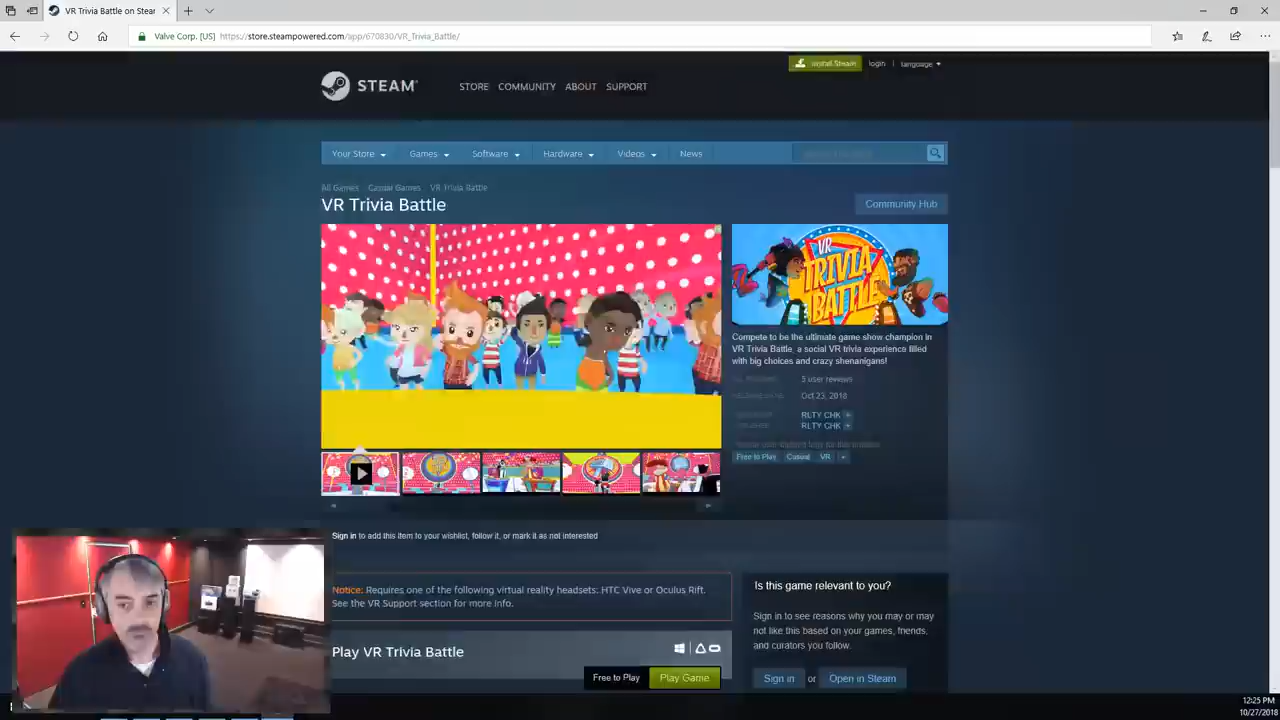 VR Trivia Battle on Stear
Valve Corp. [US] https://store.steampowered.com/app/670830/VR_Trivia_Battle/
Install Steam login language
STEAM
STORE COMMUNITY ABOUT SUPPORT
Your Store Games Software Hardware Videos News
All Games Casual Games VR Trivia Battle
VR Trivia Battle
Community Hub
VR
TRIVIA
BATTLE
Compete to be the ultimate game show champion in
VR Trivia Battle, a social VR trivia experience filled
with big choices and crazy shenanigans!
5 user reviews
Oct 23, 2018
RLTY CHK +
RLTY CHK +
Free to Play Casual VR +
Sign in to add this item to your wishlist, follow it, or mark it as not interested
Notice: Requires one of the following virtual reality headsets: HTC Vive or Oculus Rift.
See the VR Support section for more info.
Play VR Trivia Battle
Free to Play Play Game
Is this game relevant to you?
Sign in to see reasons why you may or may
not like this based on your games, friends,
and curators you follow.
Sign in or Open in Steam
12:25 PM
10/27/2018